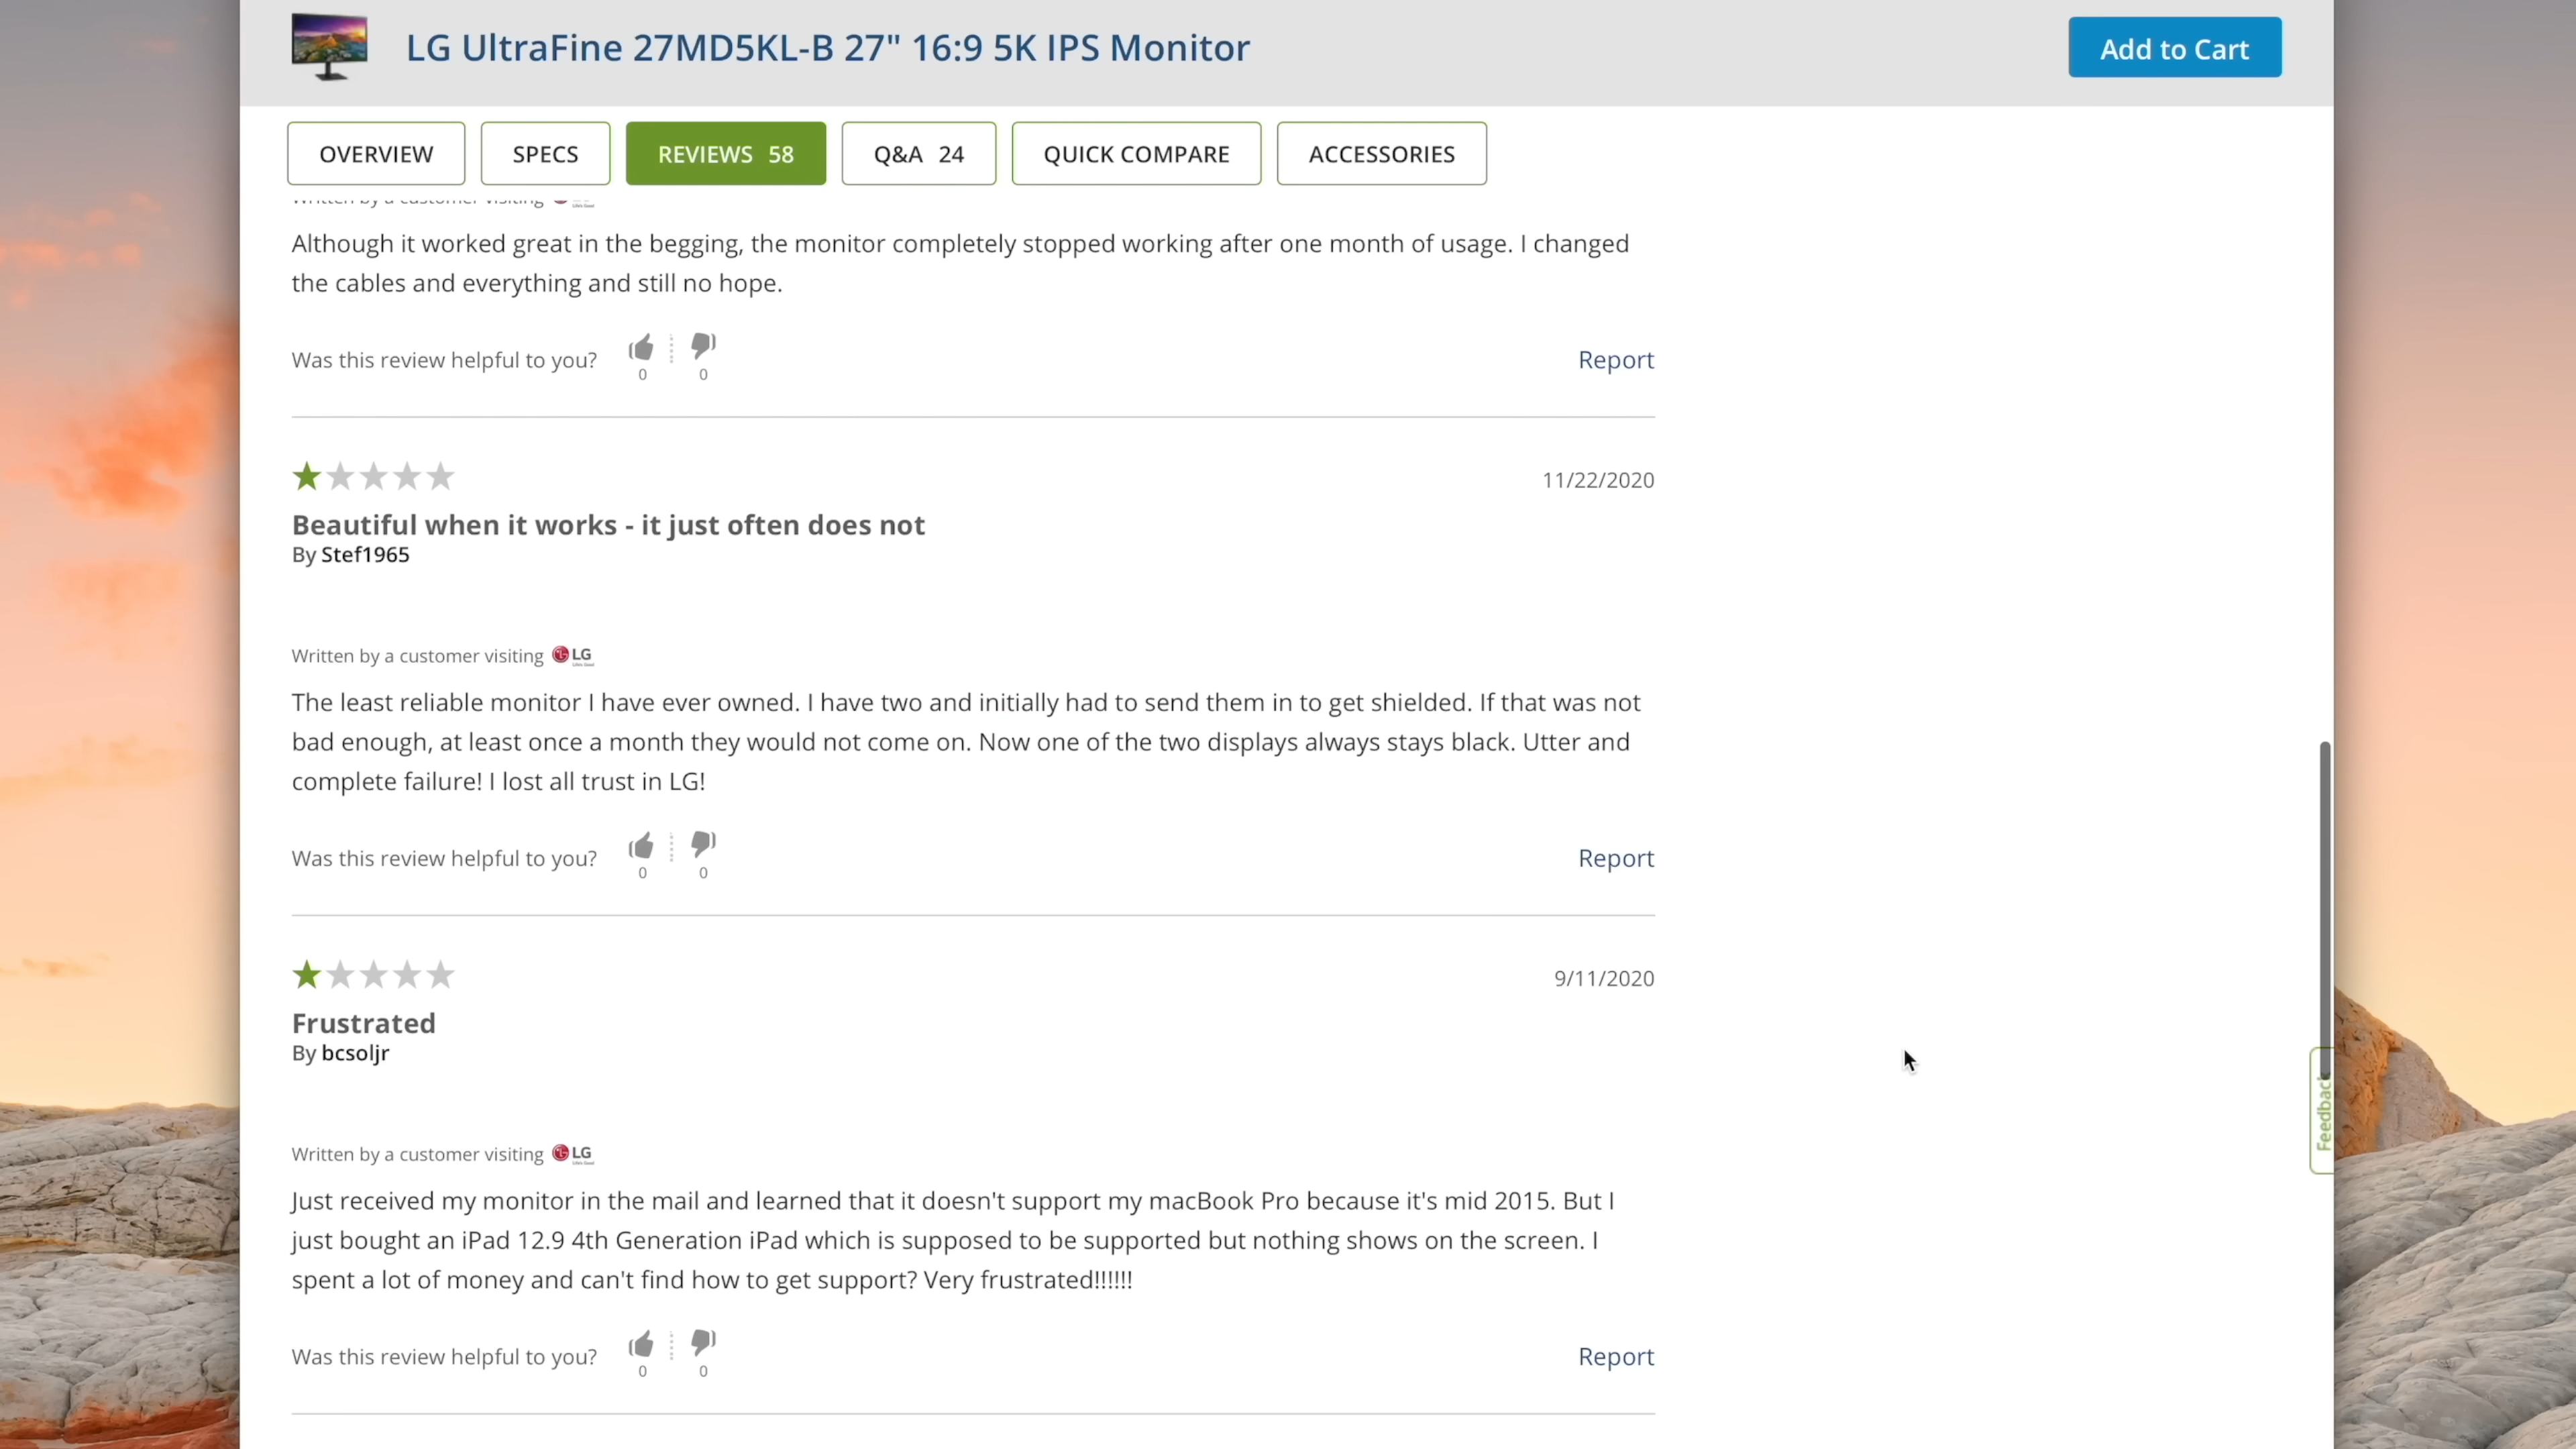 LG UltraFine 27MD5KL-B 27" 16:9 5K IPS Monitor
Add to Cart
OVERVIEW
SPECS
REVIEWS 58
Q&A 24
QUICK COMPARE
ACCESSORIES
Written by a customer visiting
Although it worked great in the begging, the monitor completely stopped working after one month of usage. I changed
the cables and everything and still no hope.
Was this review helpful to you?
0
0
Report
11/22/2020
Beautiful when it works - it just often does not
By Stef1965
Written by a customer visiting LG
The least reliable monitor I have ever owned. I have two and initially had to send them in to get shielded. If that was not
bad enough, at least once a month they would not come on. Now one of the two displays always stays black. Utter and
complete failure! I lost all trust in LG!
Was this review helpful to you?
0
0
Report
9/11/2020
Frustrated
By bcsoljr
Written by a customer visiting LG
Just received my monitor in the mail and learned that it doesn't support my macBook Pro because it's mid 2015. But I
just bought an iPad 12.9 4th Generation iPad which is supposed to be supported but nothing shows on the screen. I
spent a lot of money and can't find how to get support? Very frustrated!!!!!!
Was this review helpful to you?
0
0
Report
Feedback